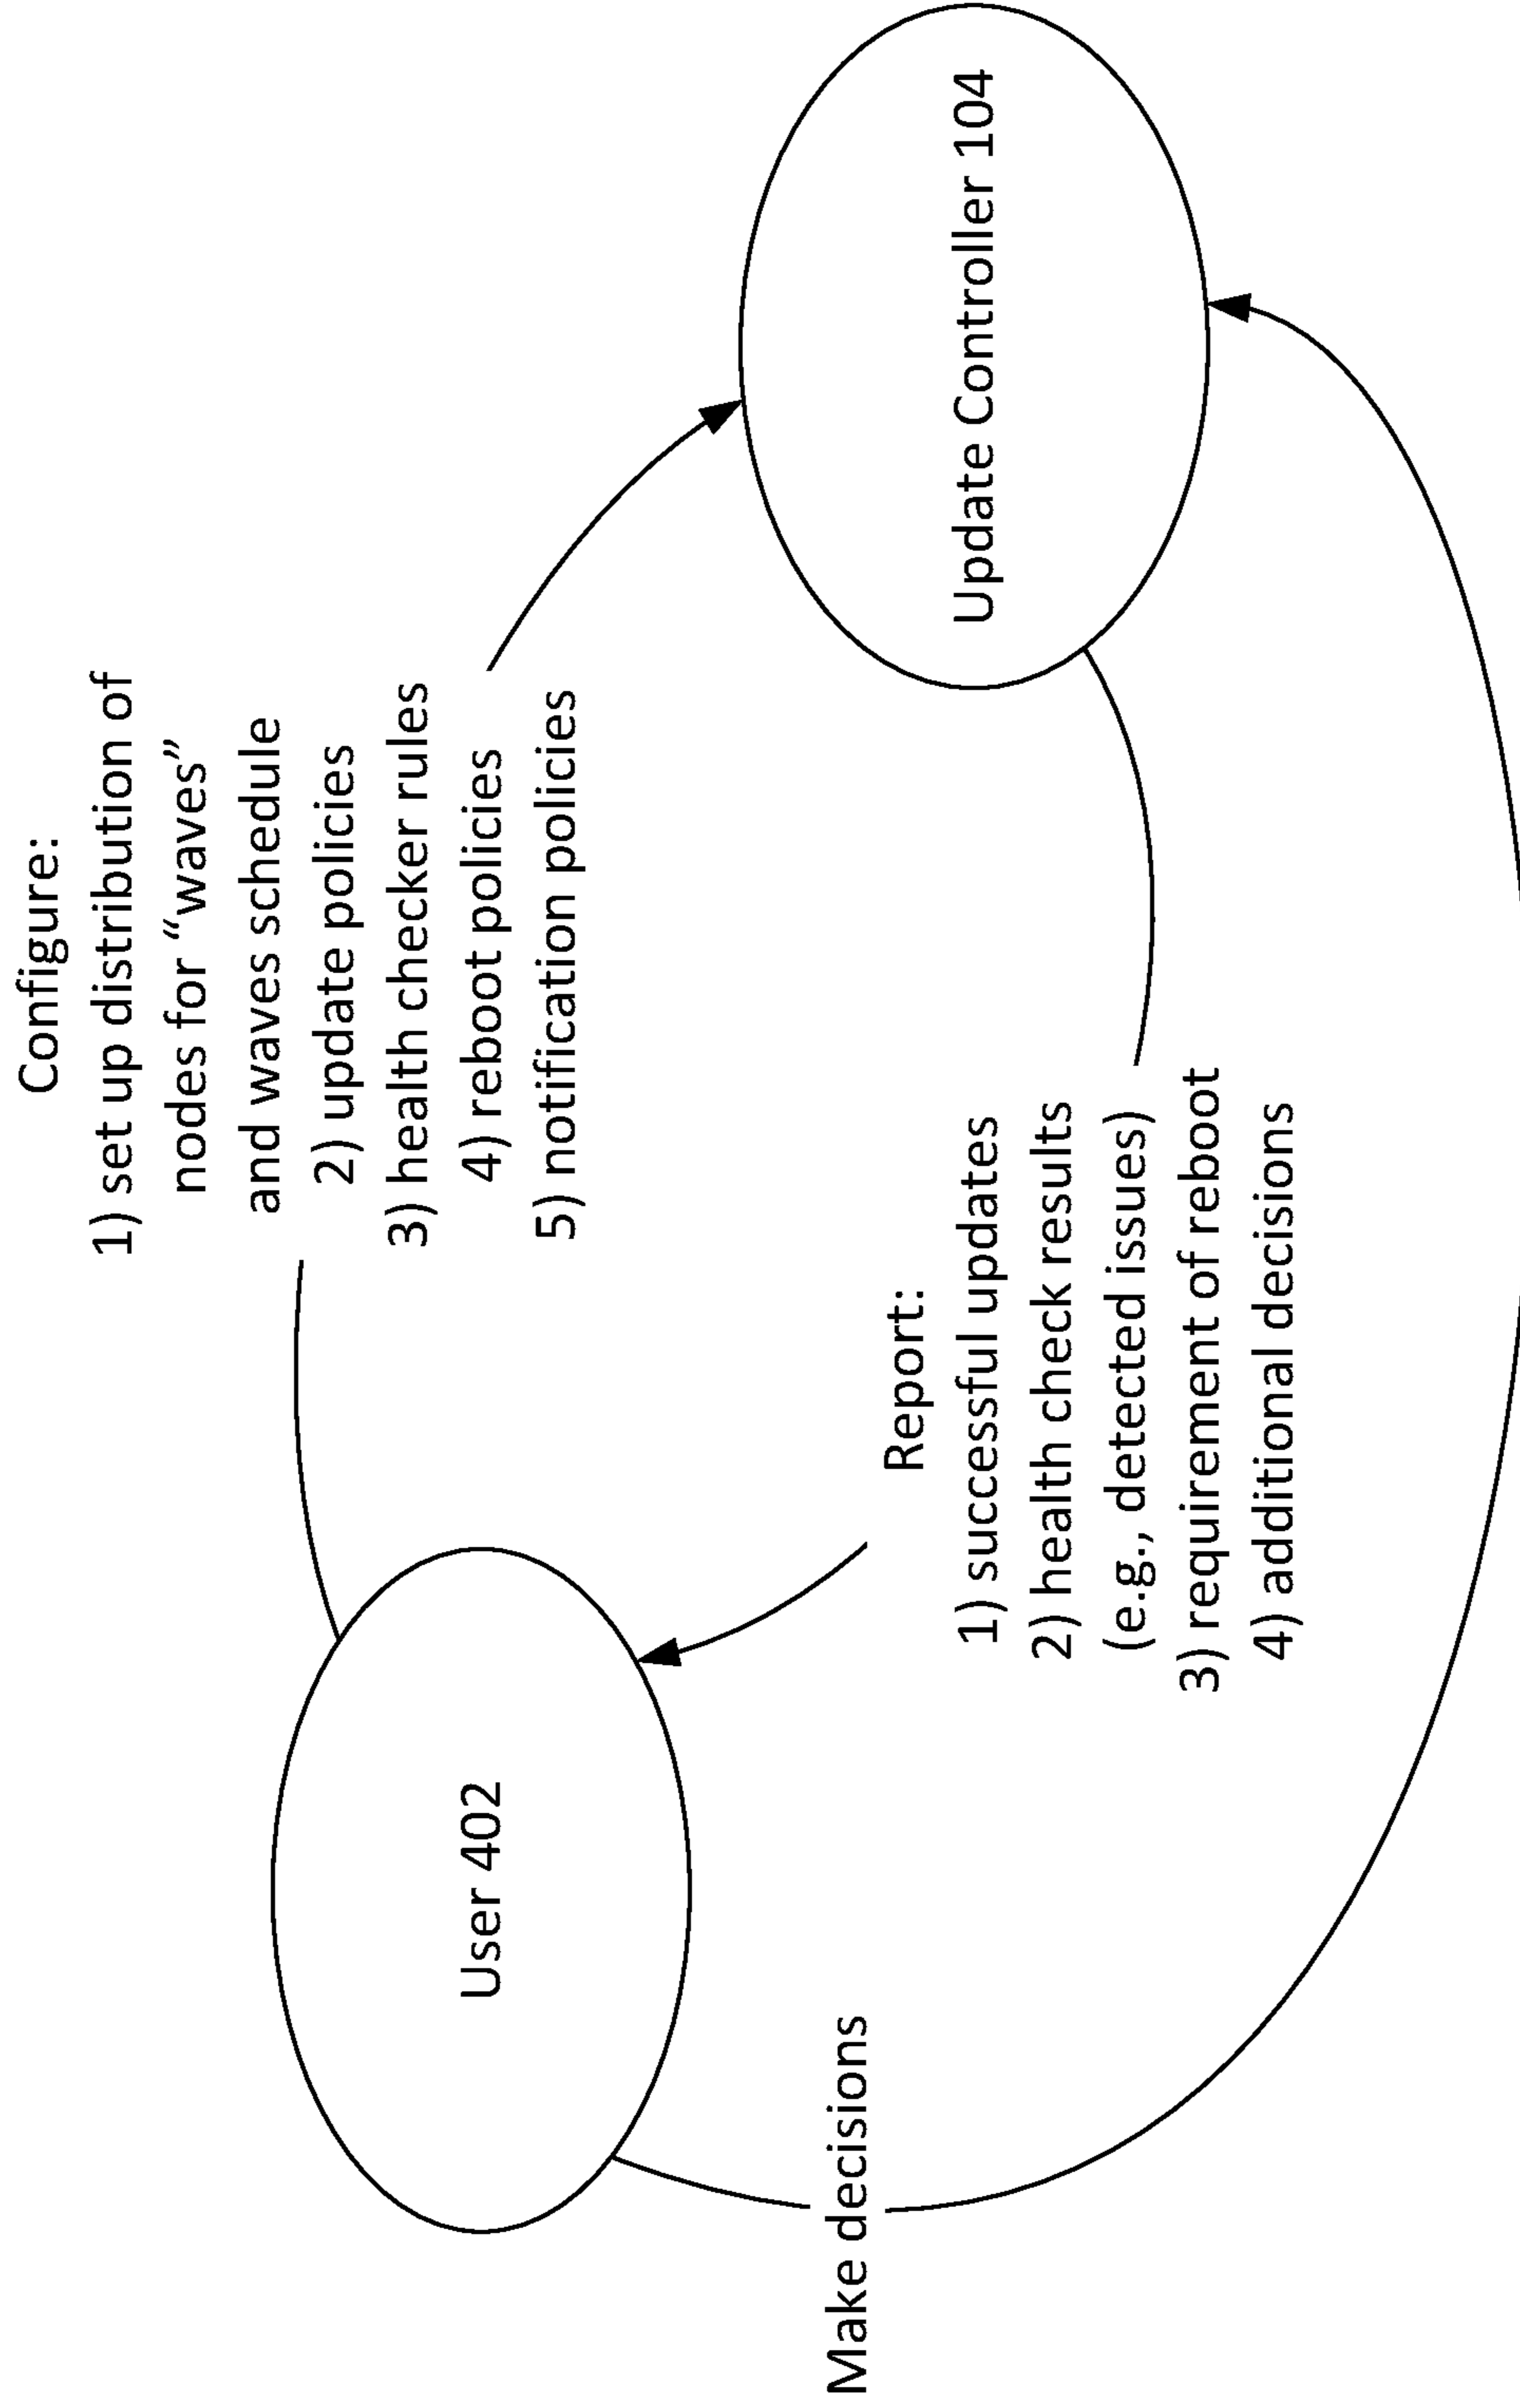 Configure:
1) set up distribution of
nodes for “waves”
and waves schedule
2) update policies
3) health checker rules
4) reboot policies
5) notification policies
User 402
Update Controller 104
Make decisions
Report:
1) successful updates
2) health check results
(e.g., detected issues)
3) requirement of reboot
4) additional decisions